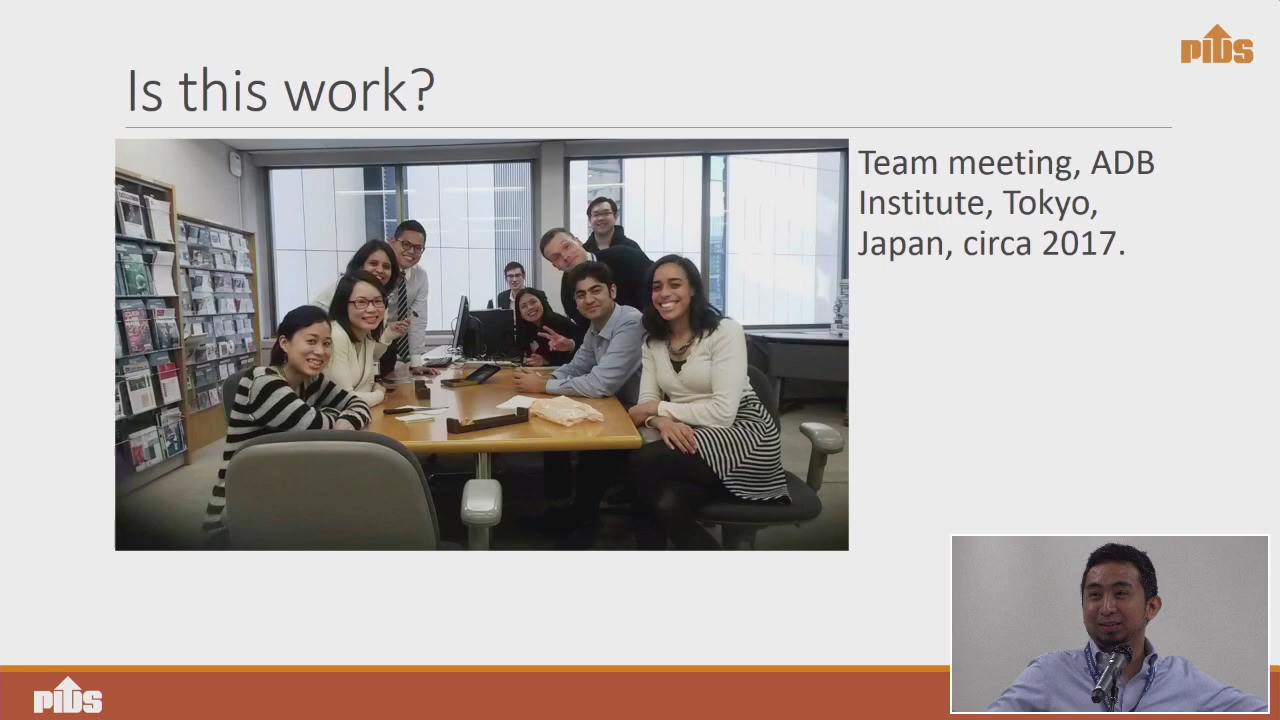 PIDS
Is this work?
Team meeting, ADB
Institute, Tokyo,
Japan, circa 2017.
PIDS